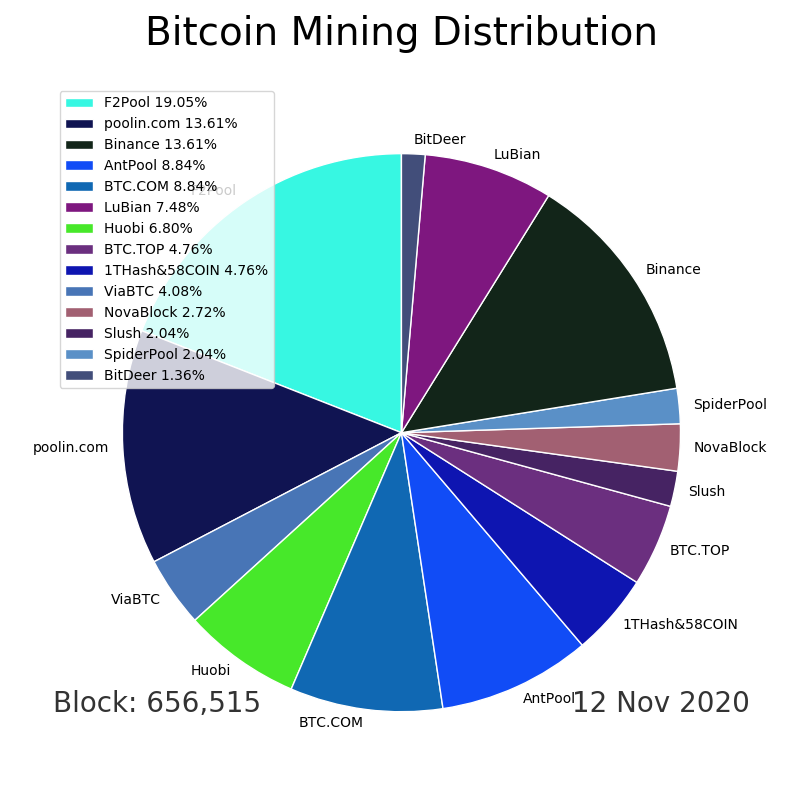 Bitcoin Mining Distribution
F2Pool 19.05%
poolin.com 13.61%
Binance 13.61%
AntPool 8.84%
BTC.COM 8.84%
LuBian 7.48%
Huobi 6.80%
BTC.TOP 4.76%
1THash&58COIN 4.76%
ViaBTC 4.08%
NovaBlock 2.72%
Slush 2.04%
SpiderPool 2.04%
BitDeer 1.36%
F2Pool
BitDeer
LuBian
Binance
SpiderPool
NovaBlock
Slush
BTC.TOP
1THash&58COIN
AntPool
BTC.COM
Huobi
ViaBTC
poolin.com
Block: 656,515
12 Nov 2020